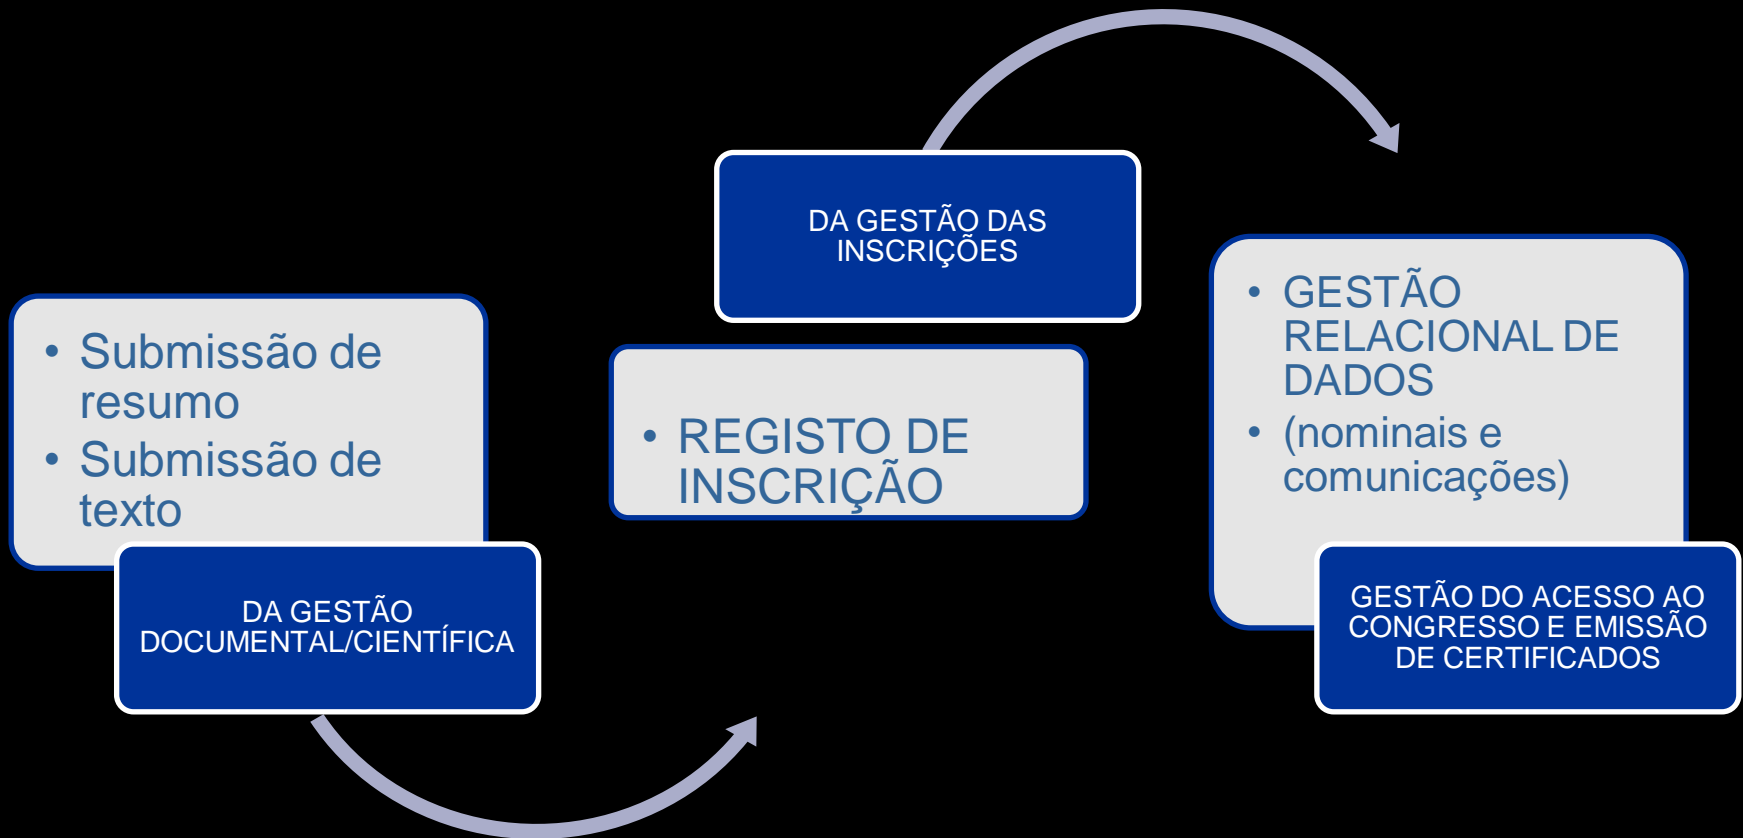 • Submissão de
resumo
• Submissão de
texto
DA GESTÃO
DOCUMENTAL/CIENTÍFICA
DA GESTÃO DAS
INSCRIÇÕES
• REGISTO DE
INSCRIÇÃO
• GESTÃO
RELACIONAL DE
DADOS
• (nominais e
comunicações)
GESTÃO DO ACESSO AO
CONGRESSO E EMISSÃO
DE CERTIFICADOS